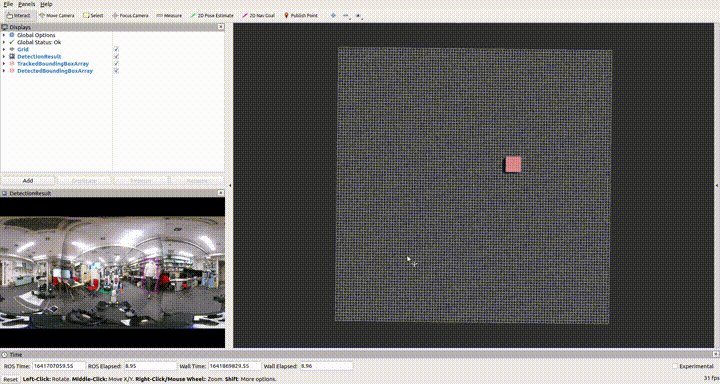 File Panels Help
Interact Move Camera Select Focus Camera Measure 2D Pose Estimate 2D Nav Goal Publish Point
Displays
Global Options
Global Status: Ok
Grid
DetectionResult
TrackedBoundingBoxArray
DetectedBoundingBoxArray
Add
DetectionResult
Time
ROS Time: 1641707059.55 ROS Elapsed: 8.95 Wall Time: 1641869829.55 Wall Elapsed: 8.96 Experimental
Reset Left-Click: Rotate. Middle-Click: Move X/Y. Right-Click/Mouse Wheel:: Zoom. Shift: More options. 31 fps